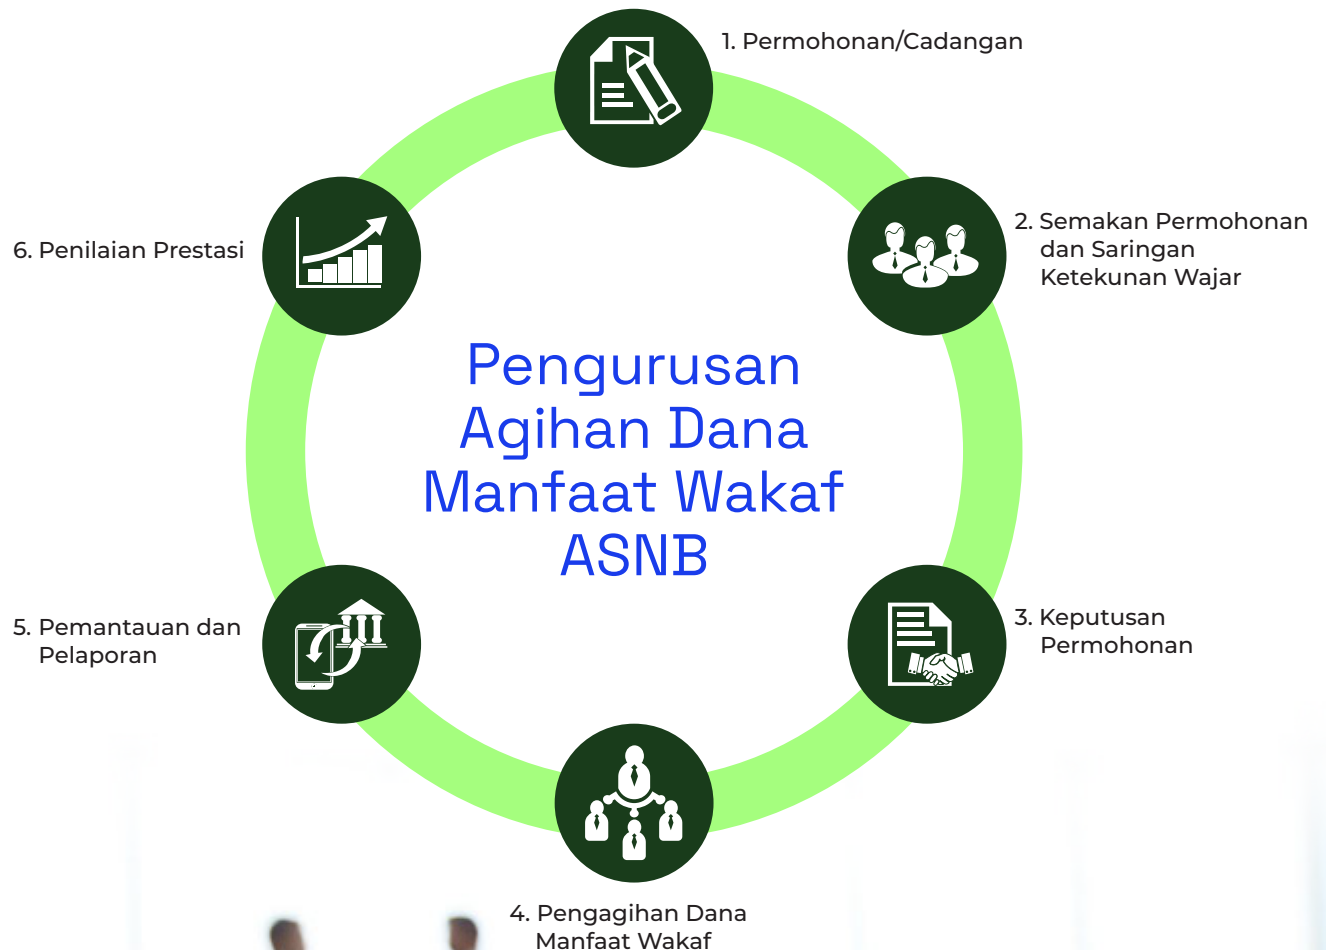 1. Permohonan/Cadangan
2. Semakan Permohonan
dan Saringan
Ketekunan Wajar
6. Penilaian Prestasi
Pengurusan
Agihan Dana
Manfaat Wakaf
ASNB
3. Keputusan
Permohonan
5. Pemantauan dan
Pelaporan
4. Pengagihan Dana
Manfaat Wakaf